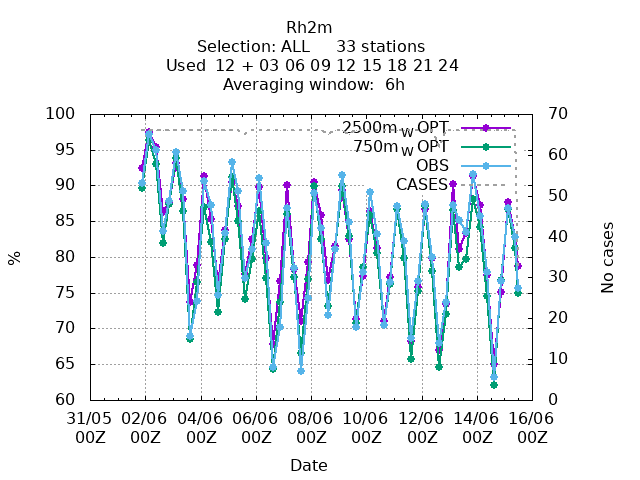 Rh2m
Selection: ALL 33 stations
Used 12 + 03 06 09 12 15 18 21 24
Averaging window: 6h
100 70
2500m w OPT
95 60
750m w OPT
OBS
90 CASES 50
85
40
80
% No cases
75 30
70 20
65 10
60 0
31/05 02/06 04/06 06/06 08/06 10/06 12/06 14/06 16/06
00Z 00Z 00Z 00Z 00Z 00Z 00Z 00Z 00Z
Date